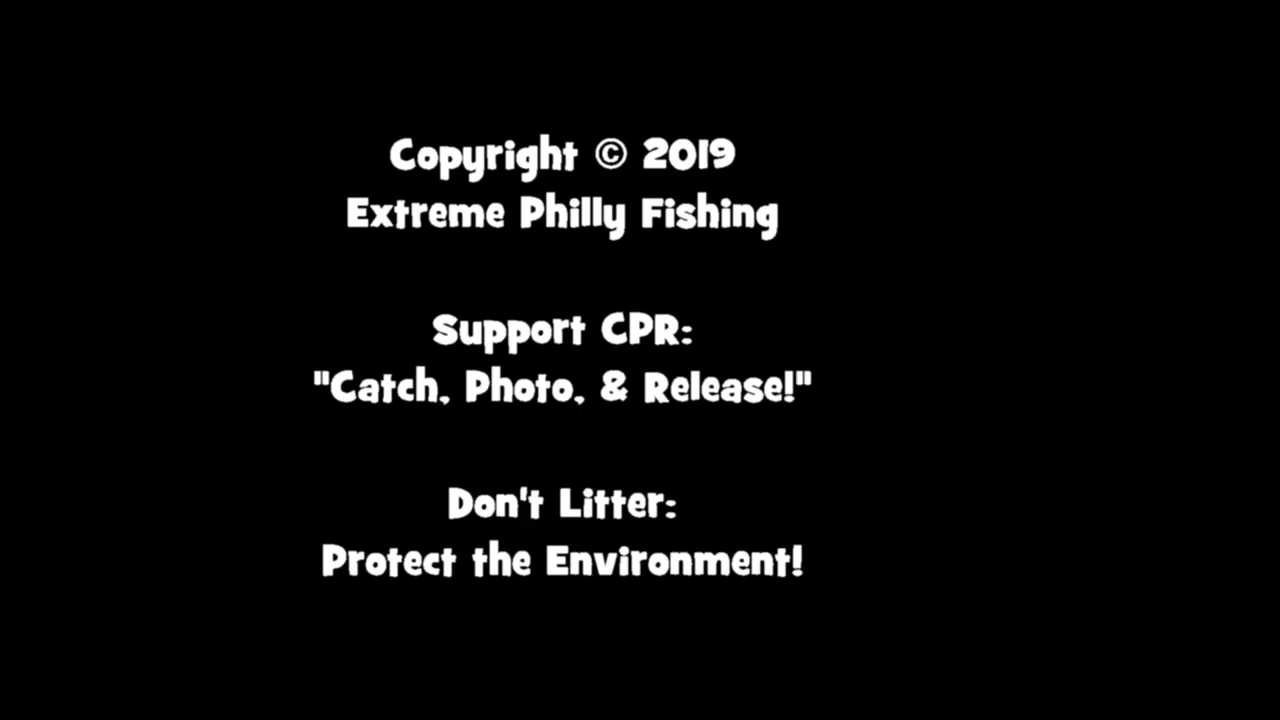 Copyright © 2019
Extreme Philly Fishing
Support CPR:
"Catch, Photo, & Release!"
Don't Litter:
Protect the Environment!